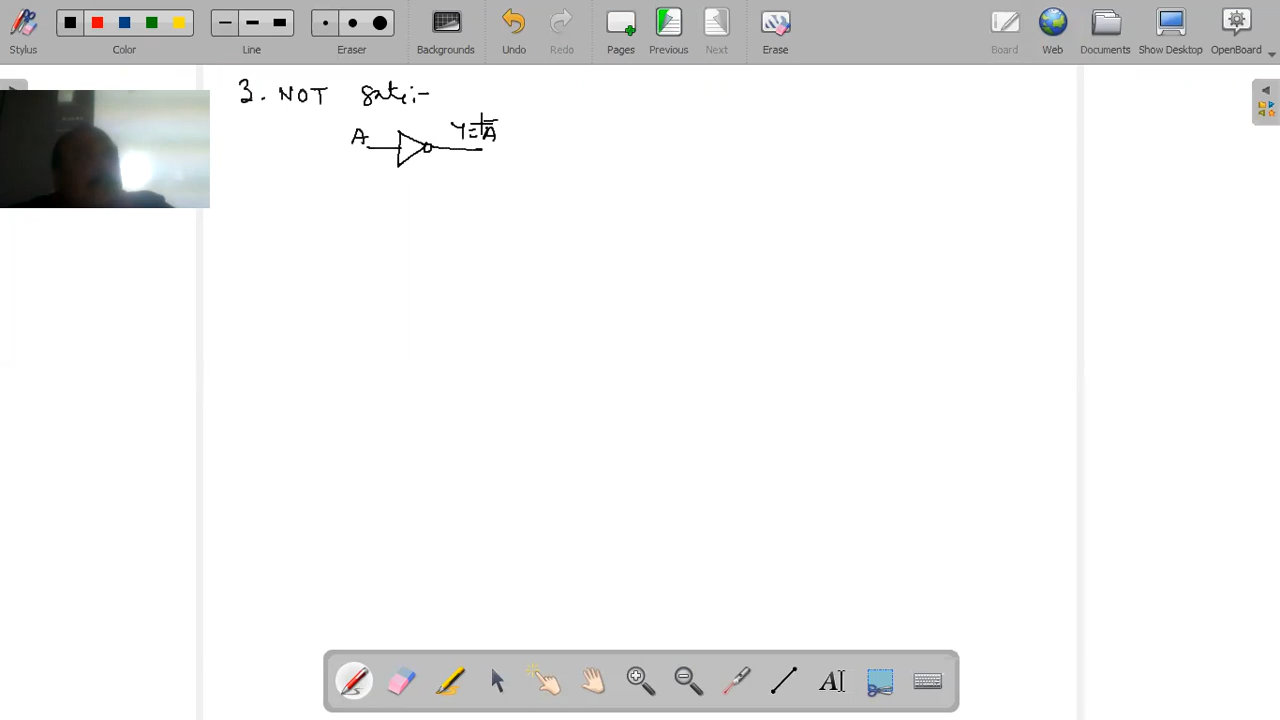 Stylus Color Line Eraser Backgrounds Undo Redo Pages Previous Next Erase Board Web Documents Show Desktop OpenBoard
3. NOT Gate:-
A Y=A̅